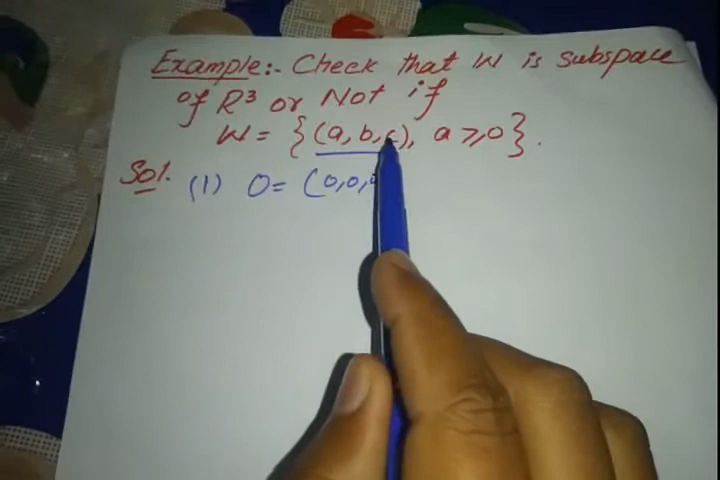 Example:- Check that W is subspace
of R³ or Not if
W = {(a, b, c), a ⩾ 0}.
Sol. (1) 0 = (0,0,